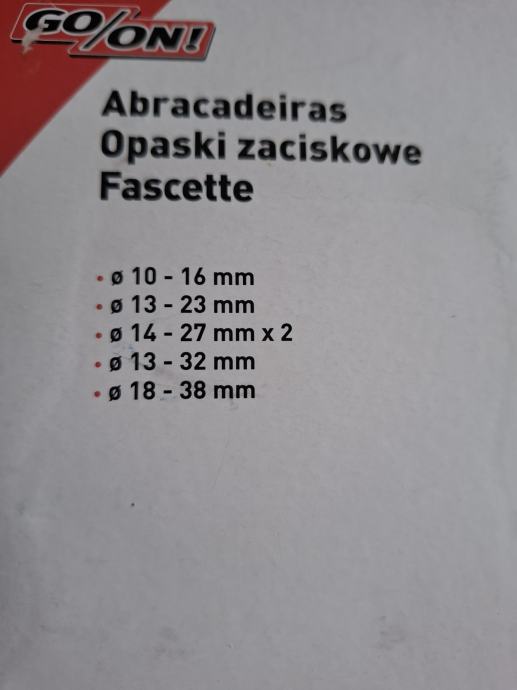 GO/ON!
Abracadeiras
Opaski zaciskowe
Fascette
• ø 10 - 16 mm
• ø 13 - 23 mm
• ø 14 - 27 mm x 2
• ø 13 - 32 mm
• ø 18 - 38 mm